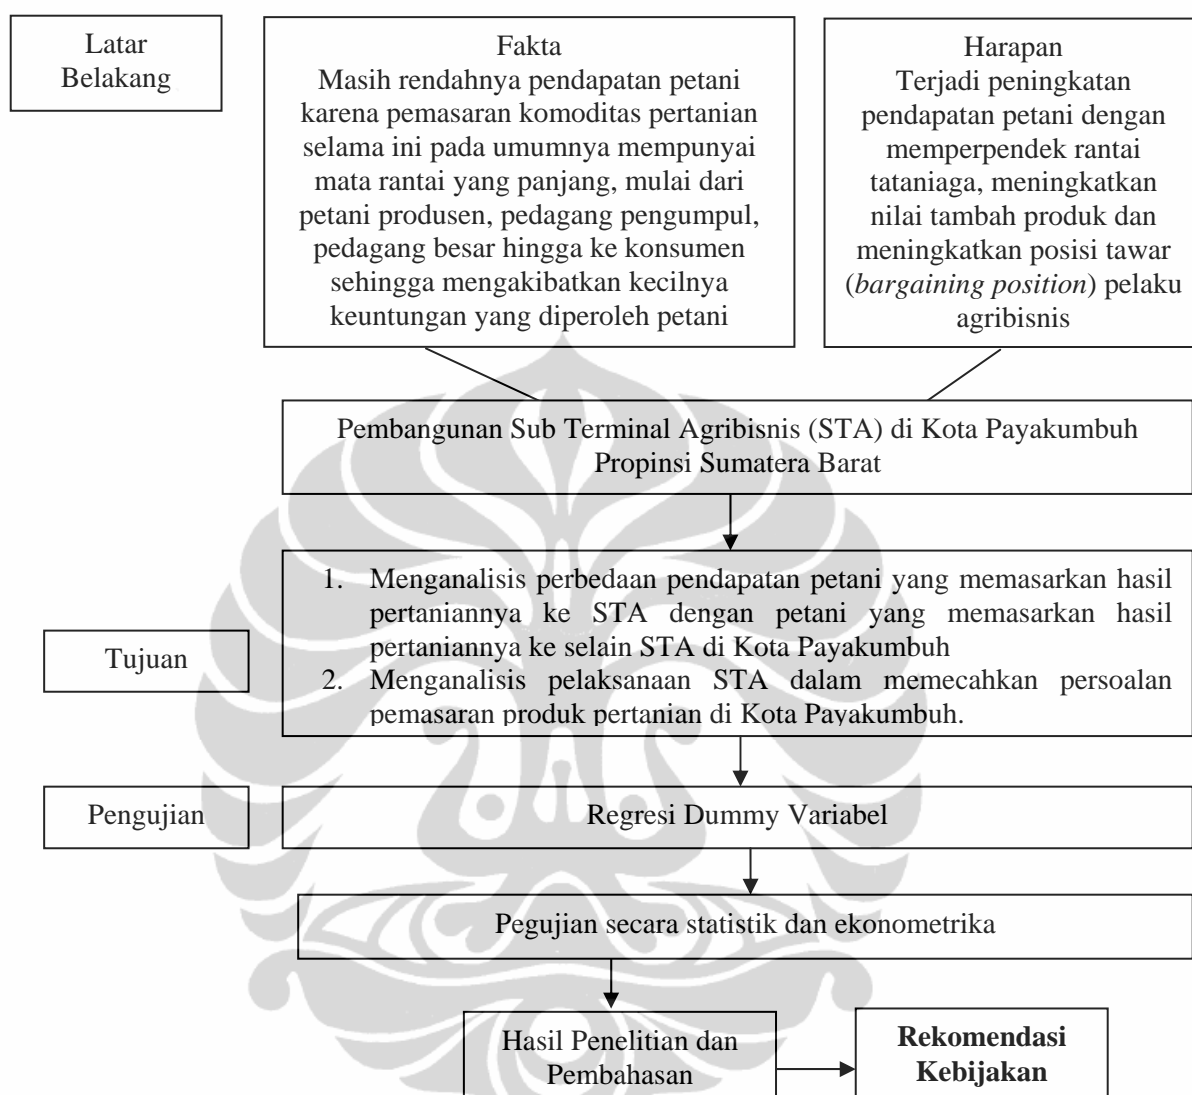 Latar
Belakang
Fakta
Masih rendahnya pendapatan petani
karena pemasaran komoditas pertanian
selama ini pada umumnya mempunyai
mata rantai yang panjang, mulai dari
petani produsen, pedagang pengumpul,
pedagang besar hingga ke konsumen
sehingga mengakibatkan kecilnya
keuntungan yang diperoleh petani
Harapan
Terjadi peningkatan
pendapatan petani dengan
memperpendek rantai
tataniaga, meningkatkan
nilai tambah produk dan
meningkatkan posisi tawar
(bargaining position) pelaku
agribisnis
Pembangunan Sub Terminal Agribisnis (STA) di Kota Payakumbuh
Propinsi Sumatera Barat
Tujuan
1. Menganalisis perbedaan pendapatan petani yang memasarkan hasil
pertaniannya ke STA dengan petani yang memasarkan hasil
pertaniannya ke selain STA di Kota Payakumbuh
2. Menganalisis pelaksanaan STA dalam memecahkan persoalan
pemasaran produk pertanian di Kota Payakumbuh.
Pengujian
Regresi Dummy Variabel
Pegujian secara statistik dan ekonometrika
Hasil Penelitian dan
Pembahasan
Rekomendasi
Kebijakan